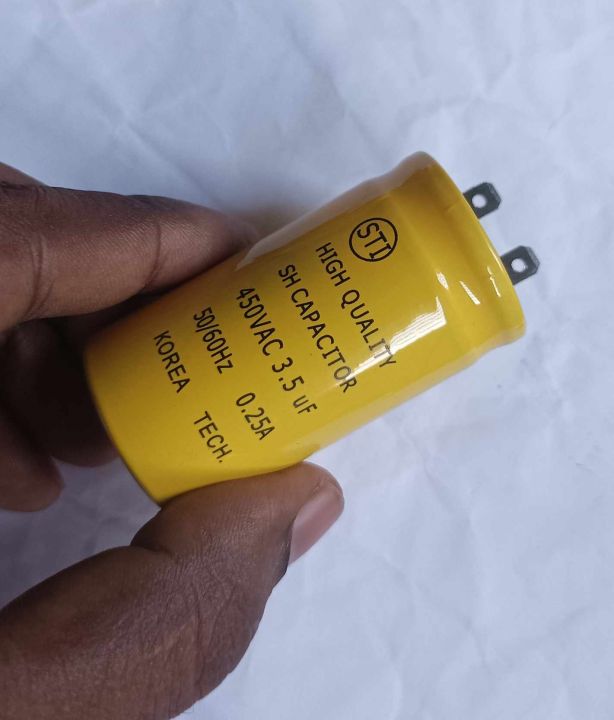 STI
HIGH QUALITY
SH CAPACITOR
450VAC 3.5 uF
50/60Hz 0.25A
KOREA TECH.